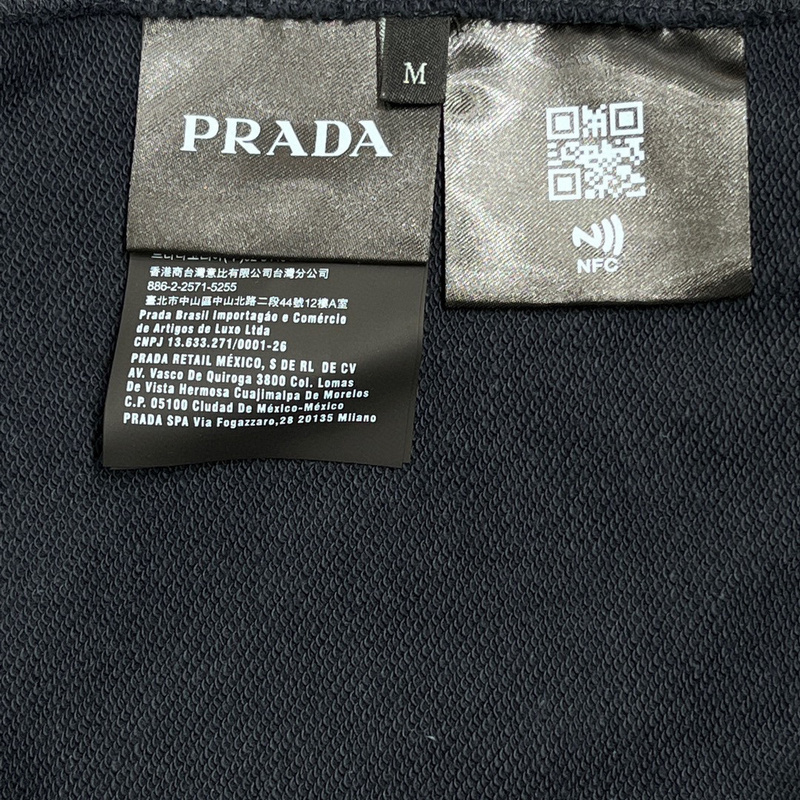 PRADA
M
NFC
香港商台灣意比有限公司台灣分公司
886-2-2571-5255
臺北市中山區中山北路二段44號12樓A室
Prada Brasil Importagáo e Comércio
de Artigos de Luxo Ltda
CNPJ 13.633.271/0001-26
PRADA RETAIL MÉXICO, S DE RL DE CV
AV. Vasco De Quiroga 3800 Col. Lomas
De Vista Hermosa Cuajimaipa De Morelos
C.P. 05100 Ciudad De México-México
PRADA SPA Via Fogazzaro,28 20135 Milano